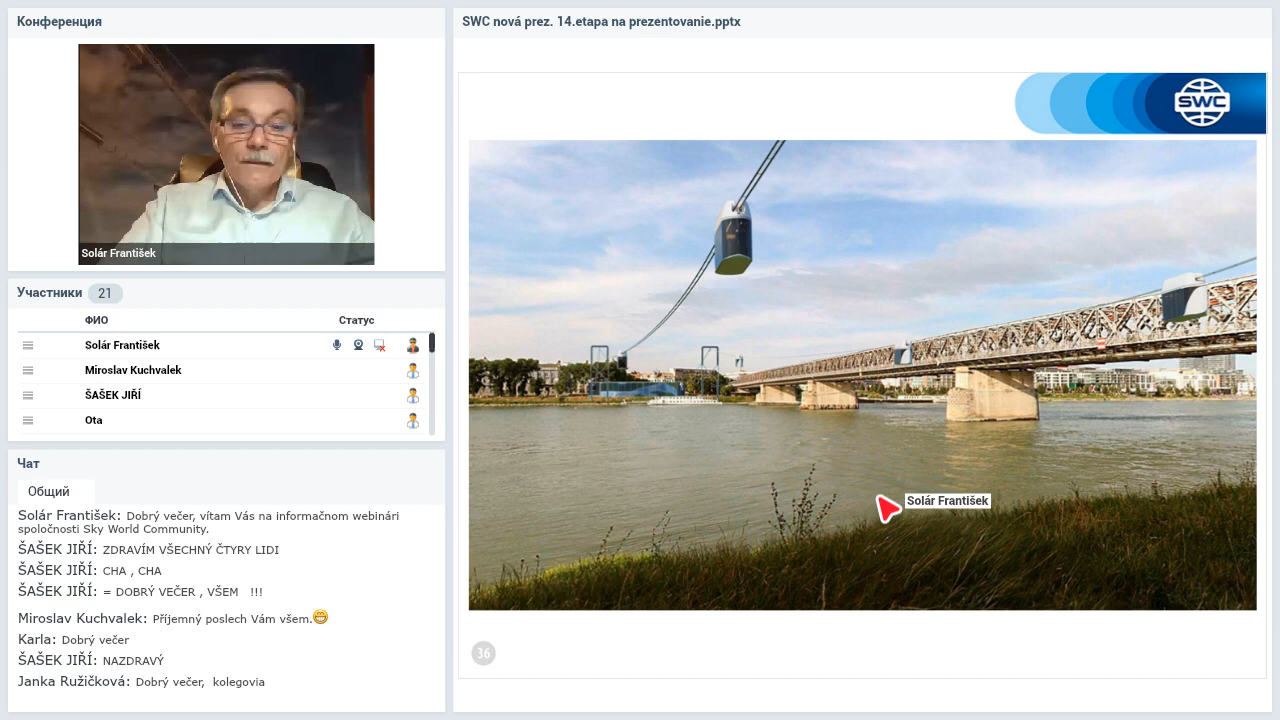 Конференция
Solár František
Участники 21
ФИО Статус
Solár František
Miroslav Kuchvalek
ŠAŠEK JIŘÍ
Ota
Чат
Общий
Solár František: Dobrý večer, vítam Vás na informačnom webinári
spoločnosti Sky World Community.
ŠAŠEK JIŘÍ: ZDRAVÍM VŠECHNÝ ČTYRY LIDI
ŠAŠEK JIŘÍ: CHA , CHA
ŠAŠEK JIŘÍ: = DOBRÝ VEČER , VŠEM !!!
Miroslav Kuchvalek: Příjemný poslech Vám všem.
Karla: Dobrý večer
ŠAŠEK JIŘÍ: NAZDRAVÝ
Janka Ružičková: Dobrý večer, kolegovia
SWC nová prez. 14.etapa na prezentovanie.pptx
SWC
Solár František
36